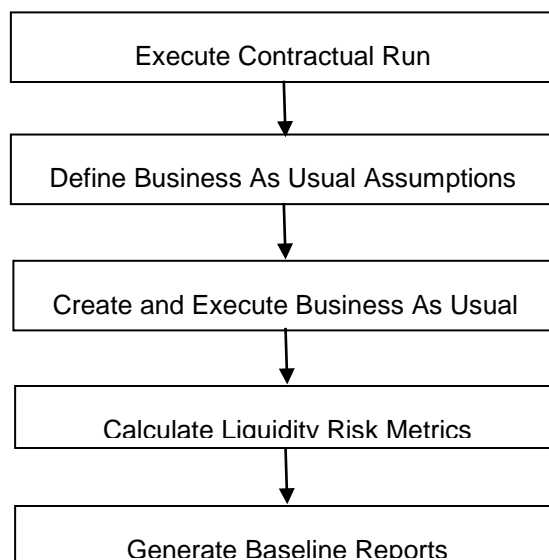 Execute Contractual Run
Define Business As Usual Assumptions
Create and Execute Business As Usual
Calculate Liquidity Risk Metrics
Generate Baseline Reports